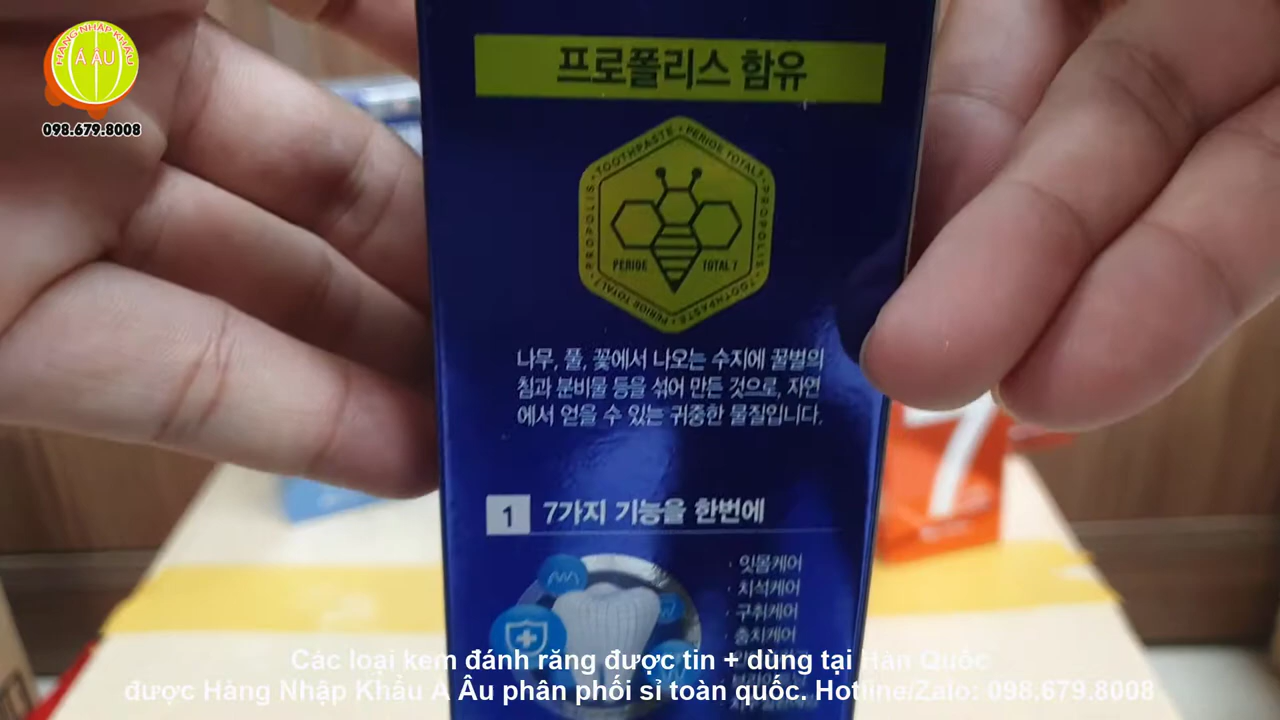 HÀNG NHẬP KHẨU
Á ÂU
098.679.8008
프로폴리스 함유
PROPOLIS • TOOTHPASTE • PERIOE TOTAL7 • PROPOLIS • TOOTHPASTE • PERIOE TOTAL 7
PERIOE TOTAL 7
나무, 풀, 꽃에서 나오는 수지에 꿀벌의
침과 분비물 등을 섞어 만든 것으로, 자연
에서 얻을 수 있는 귀중한 물질입니다.
1 7가지 기능을 한번에
· 잇몸케어
· 치석케어
· 구취케어
· 충치케어
7
Các loại kem đánh răng được tin + dùng tại Hàn Quốc
được Hàng Nhập Khẩu Á Âu phân phối sỉ toàn quốc. Hotline/Zalo: 098.679.8008